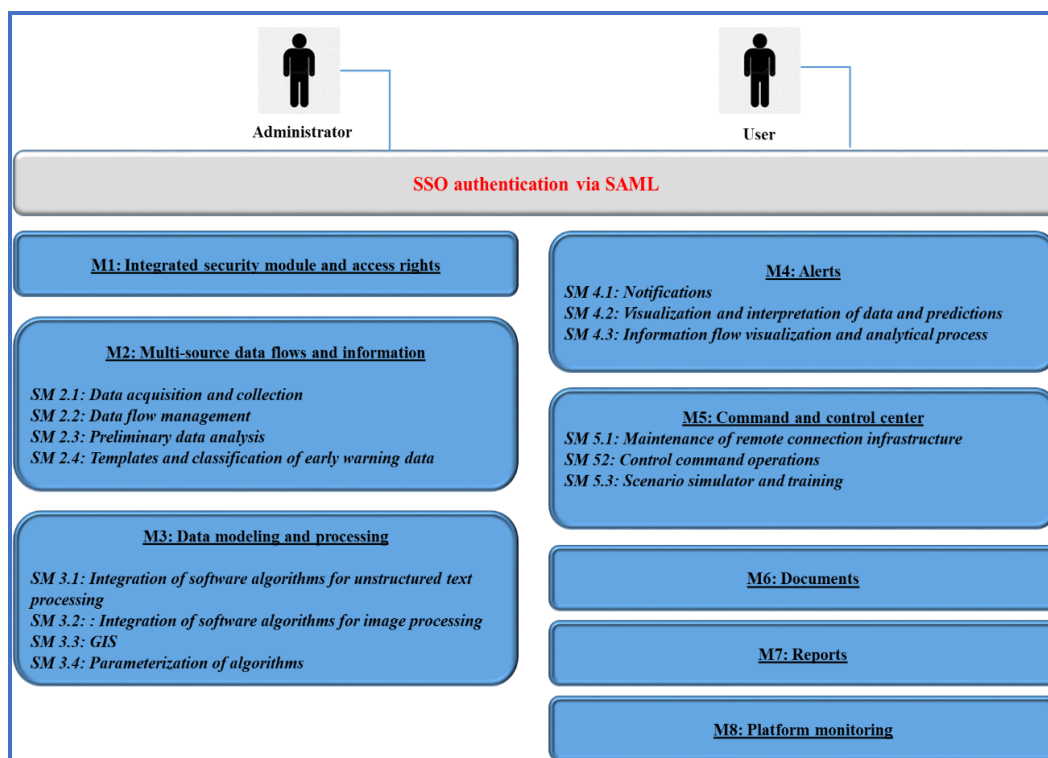 Administrator
User
SSO authentication via SAML
M1: Integrated security module and access rights
M2: Multi-source data flows and information
SM 2.1: Data acquisition and collection
SM 2.2: Data flow management
SM 2.3: Preliminary data analysis
SM 2.4: Templates and classification of early warning data
M3: Data modeling and processing
SM 3.1: Integration of software algorithms for unstructured text
processing
SM 3.2: : Integration of software algorithms for image processing
SM 3.3: GIS
SM 3.4: Parameterization of algorithms
M4: Alerts
SM 4.1: Notifications
SM 4.2: Visualization and interpretation of data and predictions
SM 4.3: Information flow visualization and analytical process
M5: Command and control center
SM 5.1: Maintenance of remote connection infrastructure
SM 52: Control command operations
SM 5.3: Scenario simulator and training
M6: Documents
M7: Reports
M8: Platform monitoring